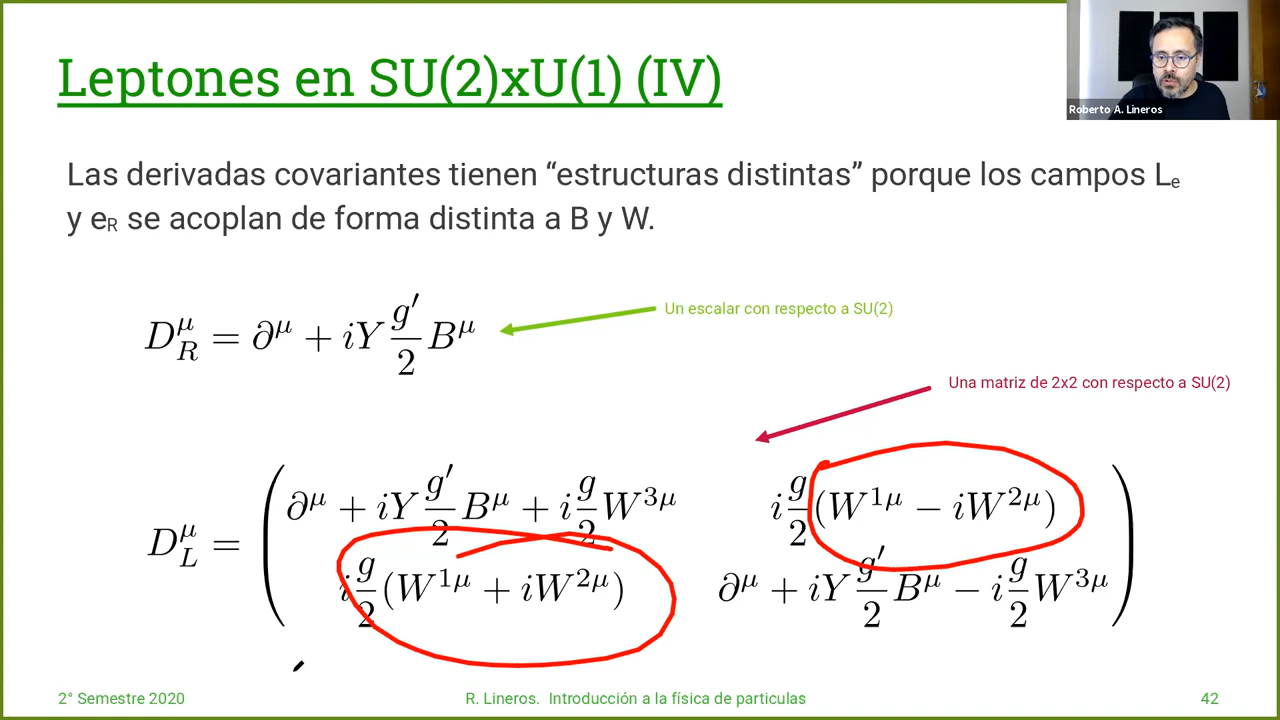 Leptones en SU(2)xU(1) (IV)
Roberto A. Lineros
Las derivadas covariantes tienen “estructuras distintas” porque los campos Lₑ
y e_R se acoplan de forma distinta a B y W.
D_R^μ = ∂^μ + iY g′/2 B^μ
Un escalar con respecto a SU(2)
Una matriz de 2x2 con respecto a SU(2)
D_L^μ = ( ∂^μ + iY g′/2 B^μ + i g/2 W^{3μ}   i g/2 (W^{1μ} − iW^{2μ})
i g/2 (W^{1μ} + iW^{2μ})   ∂^μ + iY g′/2 B^μ − i g/2 W^{3μ} )
2° Semestre 2020
R. Lineros. Introducción a la física de particulas
42